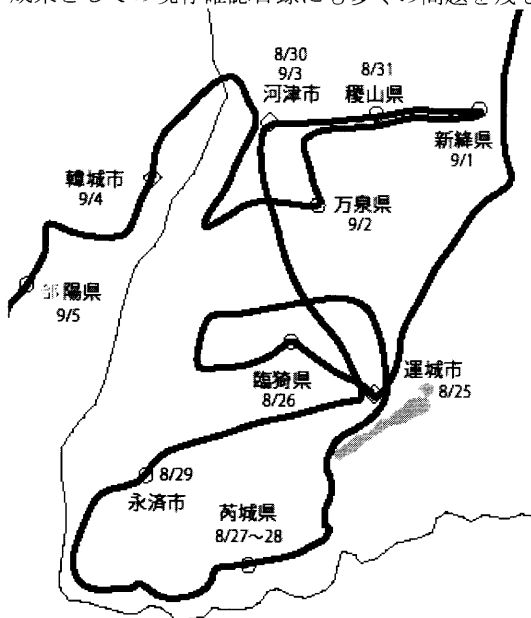 8/30
9/3
河津市
8/31
稷山県
新絳県
9/1
韓城市
9/4
万泉県
9/2
陽県
9/5
臨猗県
8/26
運城市
8/25
8/29
永済市
芮城県
8/27～28